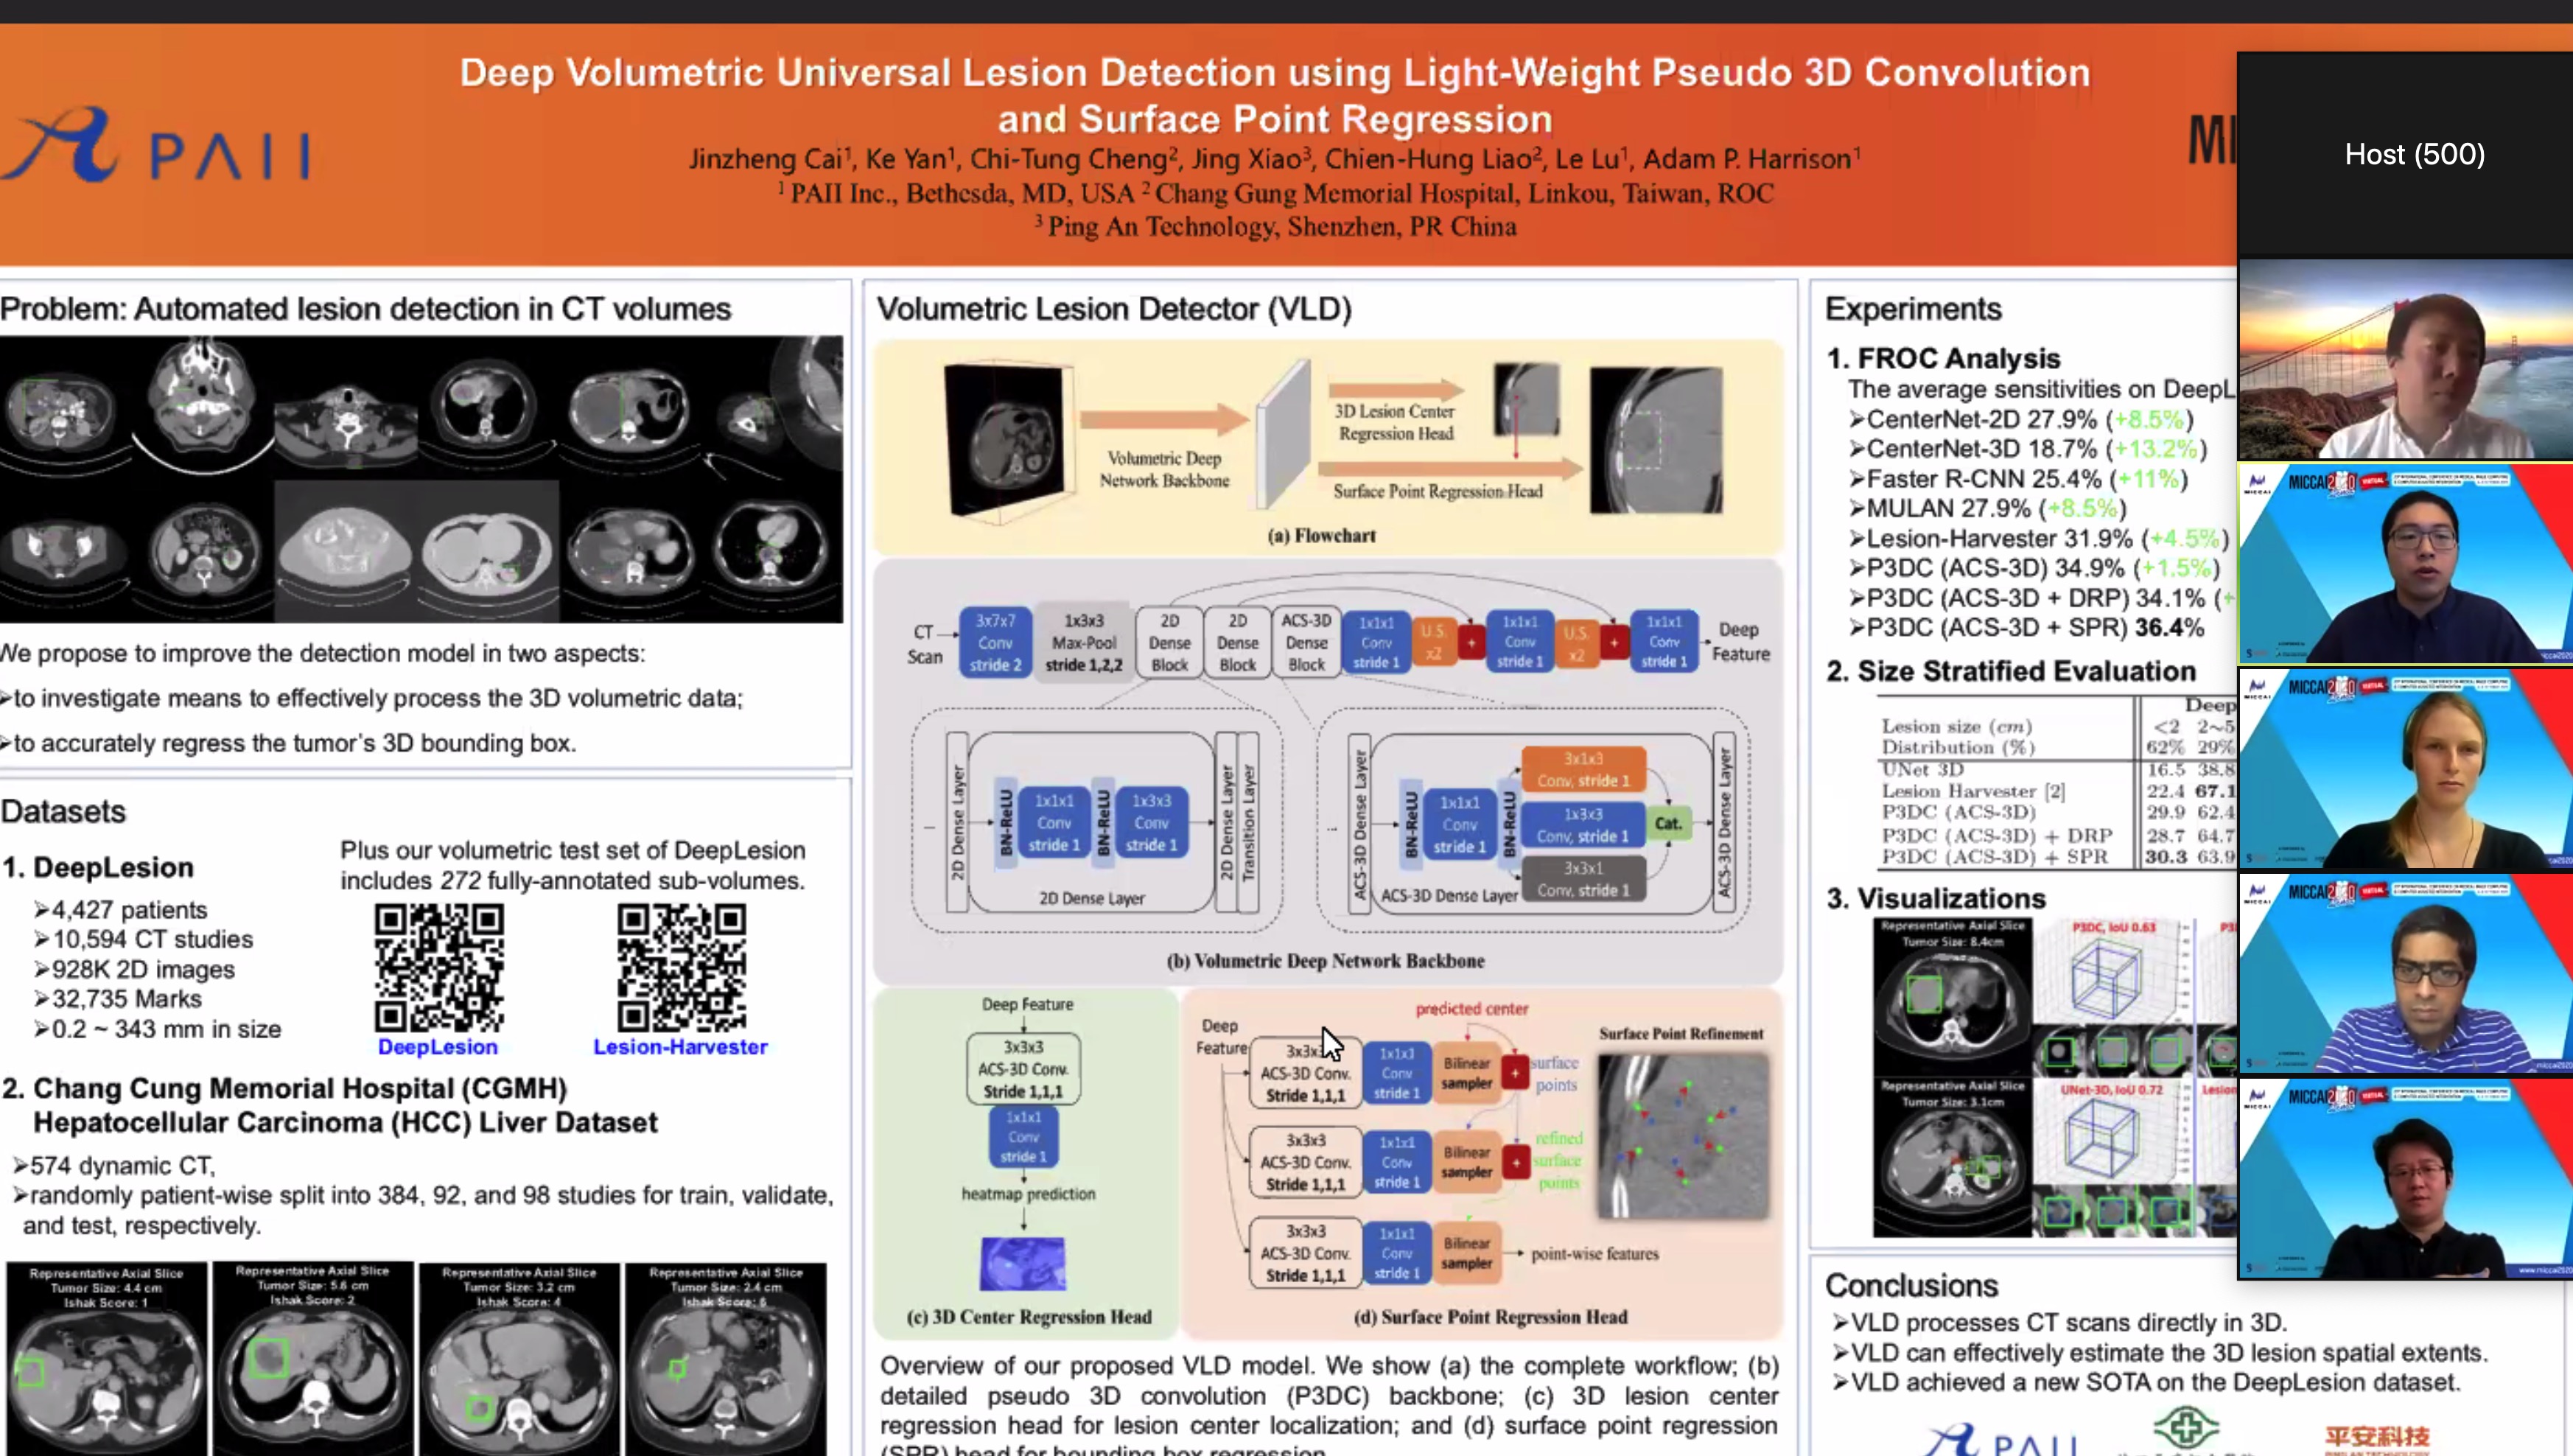 Deep Volumetric Universal Lesion Detection using Light-Weight Pseudo 3D Convolution
and Surface Point Regression
Jinzheng Cai¹, Ke Yan¹, Chi-Tung Cheng², Jing Xiao³, Chien-Hung Liao², Le Lu¹, Adam P. Harrison¹
¹ PAII Inc., Bethesda, MD, USA ² Chang Gung Memorial Hospital, Linkou, Taiwan, ROC
³ Ping An Technology, Shenzhen, PR China
PAII
MI
Host (500)
Problem: Automated lesion detection in CT volumes
We propose to improve the detection model in two aspects:
➢to investigate means to effectively process the 3D volumetric data;
➢to accurately regress the tumor's 3D bounding box.
Datasets
1. DeepLesion
➢4,427 patients
➢10,594 CT studies
➢928K 2D images
➢32,735 Marks
➢0.2 ~ 343 mm in size
Plus our volumetric test set of DeepLesion
includes 272 fully-annotated sub-volumes.
DeepLesion
Lesion-Harvester
2. Chang Cung Memorial Hospital (CGMH)
Hepatocellular Carcinoma (HCC) Liver Dataset
➢574 dynamic CT,
➢randomly patient-wise split into 384, 92, and 98 studies for train, validate,
and test, respectively.
Representative Axial Slice
Tumor Size: 4.4 cm
Ishak Score: 1
Representative Axial Slice
Tumor Size: 5.6 cm
Ishak Score: 2
Representative Axial Slice
Tumor Size: 3.2 cm
Ishak Score: 4
Representative Axial Slice
Tumor Size: 2.4 cm
Ishak Score: 6
Volumetric Lesion Detector (VLD)
Volumetric Deep
Network Backbone
3D Lesion Center
Regression Head
Surface Point Regression Head
(a) Flowchart
CT
Scan
3x7x7
Conv
stride 2
1x3x3
Max-Pool
stride 1,2,2
2D
Dense
Block
2D
Dense
Block
ACS-3D
Dense
Block
1x1x1
Conv
stride 1
U.S.
x2
+
1x1x1
Conv
stride 1
U.S.
x2
+
1x1x1
Conv
stride 1
Deep
Feature
2D Dense Layer
BN-ReLU
1x1x1
Conv
stride 1
BN-ReLU
1x3x3
Conv
stride 1
2D Dense Layer
Transition Layer
2D Dense Layer
ACS-3D Dense Layer
BN-ReLU
1x1x1
Conv
stride 1
BN-ReLU
3x1x3
Conv, stride 1
1x3x3
Conv, stride 1
3x3x1
Conv, stride 1
Cat.
ACS-3D Dense Layer
ACS-3D Dense Layer
(b) Volumetric Deep Network Backbone
Deep Feature
3x3x3
ACS-3D Conv.
Stride 1,1,1
1x1x1
Conv
stride 1
heatmap prediction
(c) 3D Center Regression Head
Deep
Feature
predicted center
3x3x
ACS-3D Conv.
Stride 1,1,1
1x1x1
Conv
stride 1
Bilinear
sampler
+
surface
points
3x3x3
ACS-3D Conv.
Stride 1,1,1
1x1x1
Conv
stride 1
Bilinear
sampler
+
refined
surface
points
3x3x3
ACS-3D Conv.
Stride 1,1,1
1x1x1
Conv
stride 1
Bilinear
sampler
point-wise features
Surface Point Refinement
(d) Surface Point Regression Head
Overview of our proposed VLD model. We show (a) the complete workflow; (b)
detailed pseudo 3D convolution (P3DC) backbone; (c) 3D lesion center
regression head for lesion center localization; and (d) surface point regression
(SPR) head for bounding box regression.
Experiments
1. FROC Analysis
The average sensitivities on DeepL
➢CenterNet-2D 27.9% (+8.5%)
➢CenterNet-3D 18.7% (+13.2%)
➢Faster R-CNN 25.4% (+11%)
➢MULAN 27.9% (+8.5%)
➢Lesion-Harvester 31.9% (+4.5%)
➢P3DC (ACS-3D) 34.9% (+1.5%)
➢P3DC (ACS-3D + DRP) 34.1% (+
➢P3DC (ACS-3D + SPR) 36.4%
2. Size Stratified Evaluation
Deep
Lesion size (cm) <2 2~5
Distribution (%) 62% 29%
UNet 3D 16.5 38.8
Lesion Harvester [2] 22.4 67.1
P3DC (ACS-3D) 29.9 62.4
P3DC (ACS-3D) + DRP 28.7 64.7
P3DC (ACS-3D) + SPR 30.3 63.9
3. Visualizations
Representative Axial Slice
Tumor Size: 8.4cm
P3DC, IoU 0.63
P3
Representative Axial Slice
Tumor Size: 3.1cm
UNet-3D, IoU 0.72
Lesion
Conclusions
➢VLD processes CT scans directly in 3D.
➢VLD can effectively estimate the 3D lesion spatial extents.
➢VLD achieved a new SOTA on the DeepLesion dataset.
PAII
平安科技
MICCAI
MICCAI
MICCAI
MICCAI
MICCAI
MICCAI
MICCAI
MICCAI